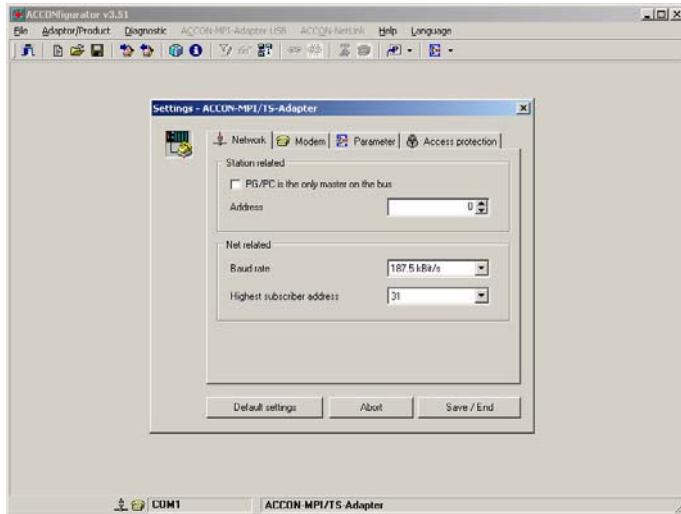 ACCONfigurator v3.51
File Adaptor/Product Diagnostic ACCON-MPI-Adapter USB ACCON-NetLink Help Language
Settings - ACCON-MPI/TS-Adapter
Network Modem Parameter Access protection
Station related
PG/PC is the only master on the bus
Address 0
Net related
Baud rate 187.5 kBit/s
Highest subscriber address 31
Default settings Abort Save / End
COM1 ACCON-MPI/TS-Adapter